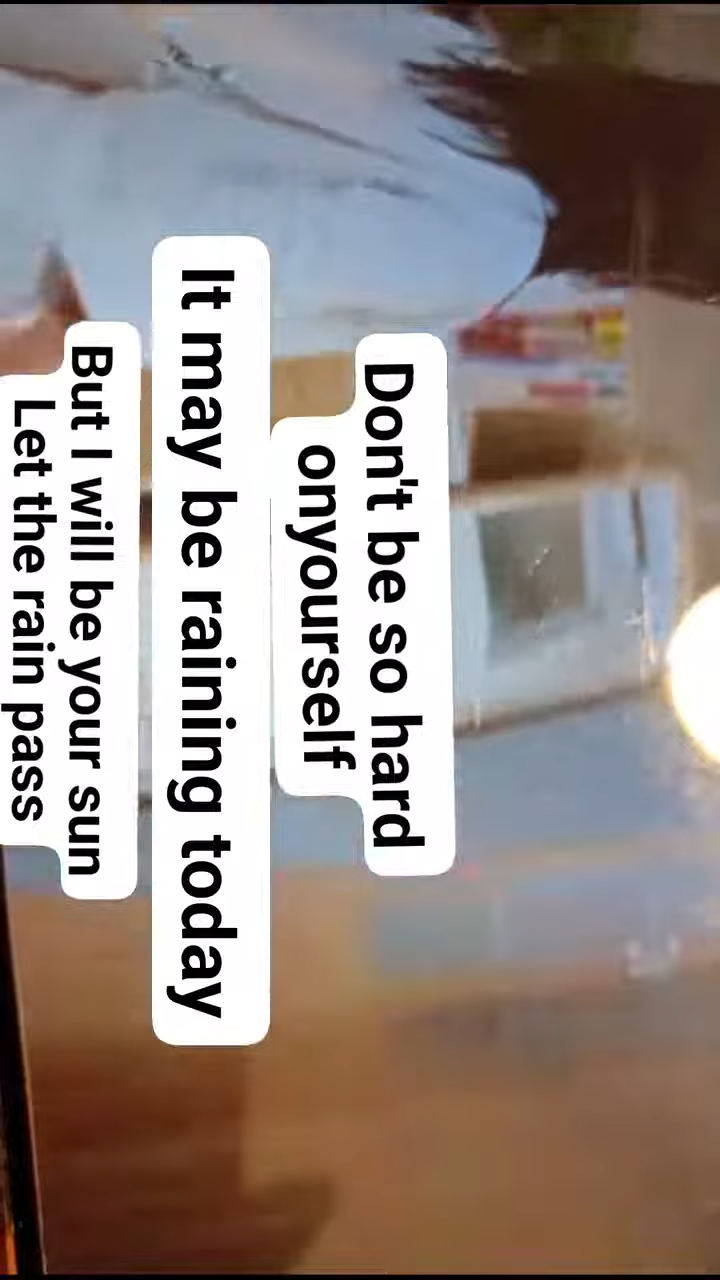 Don't be so hard
onyourself
It may be raining today
But I will be your sun
Let the rain pass